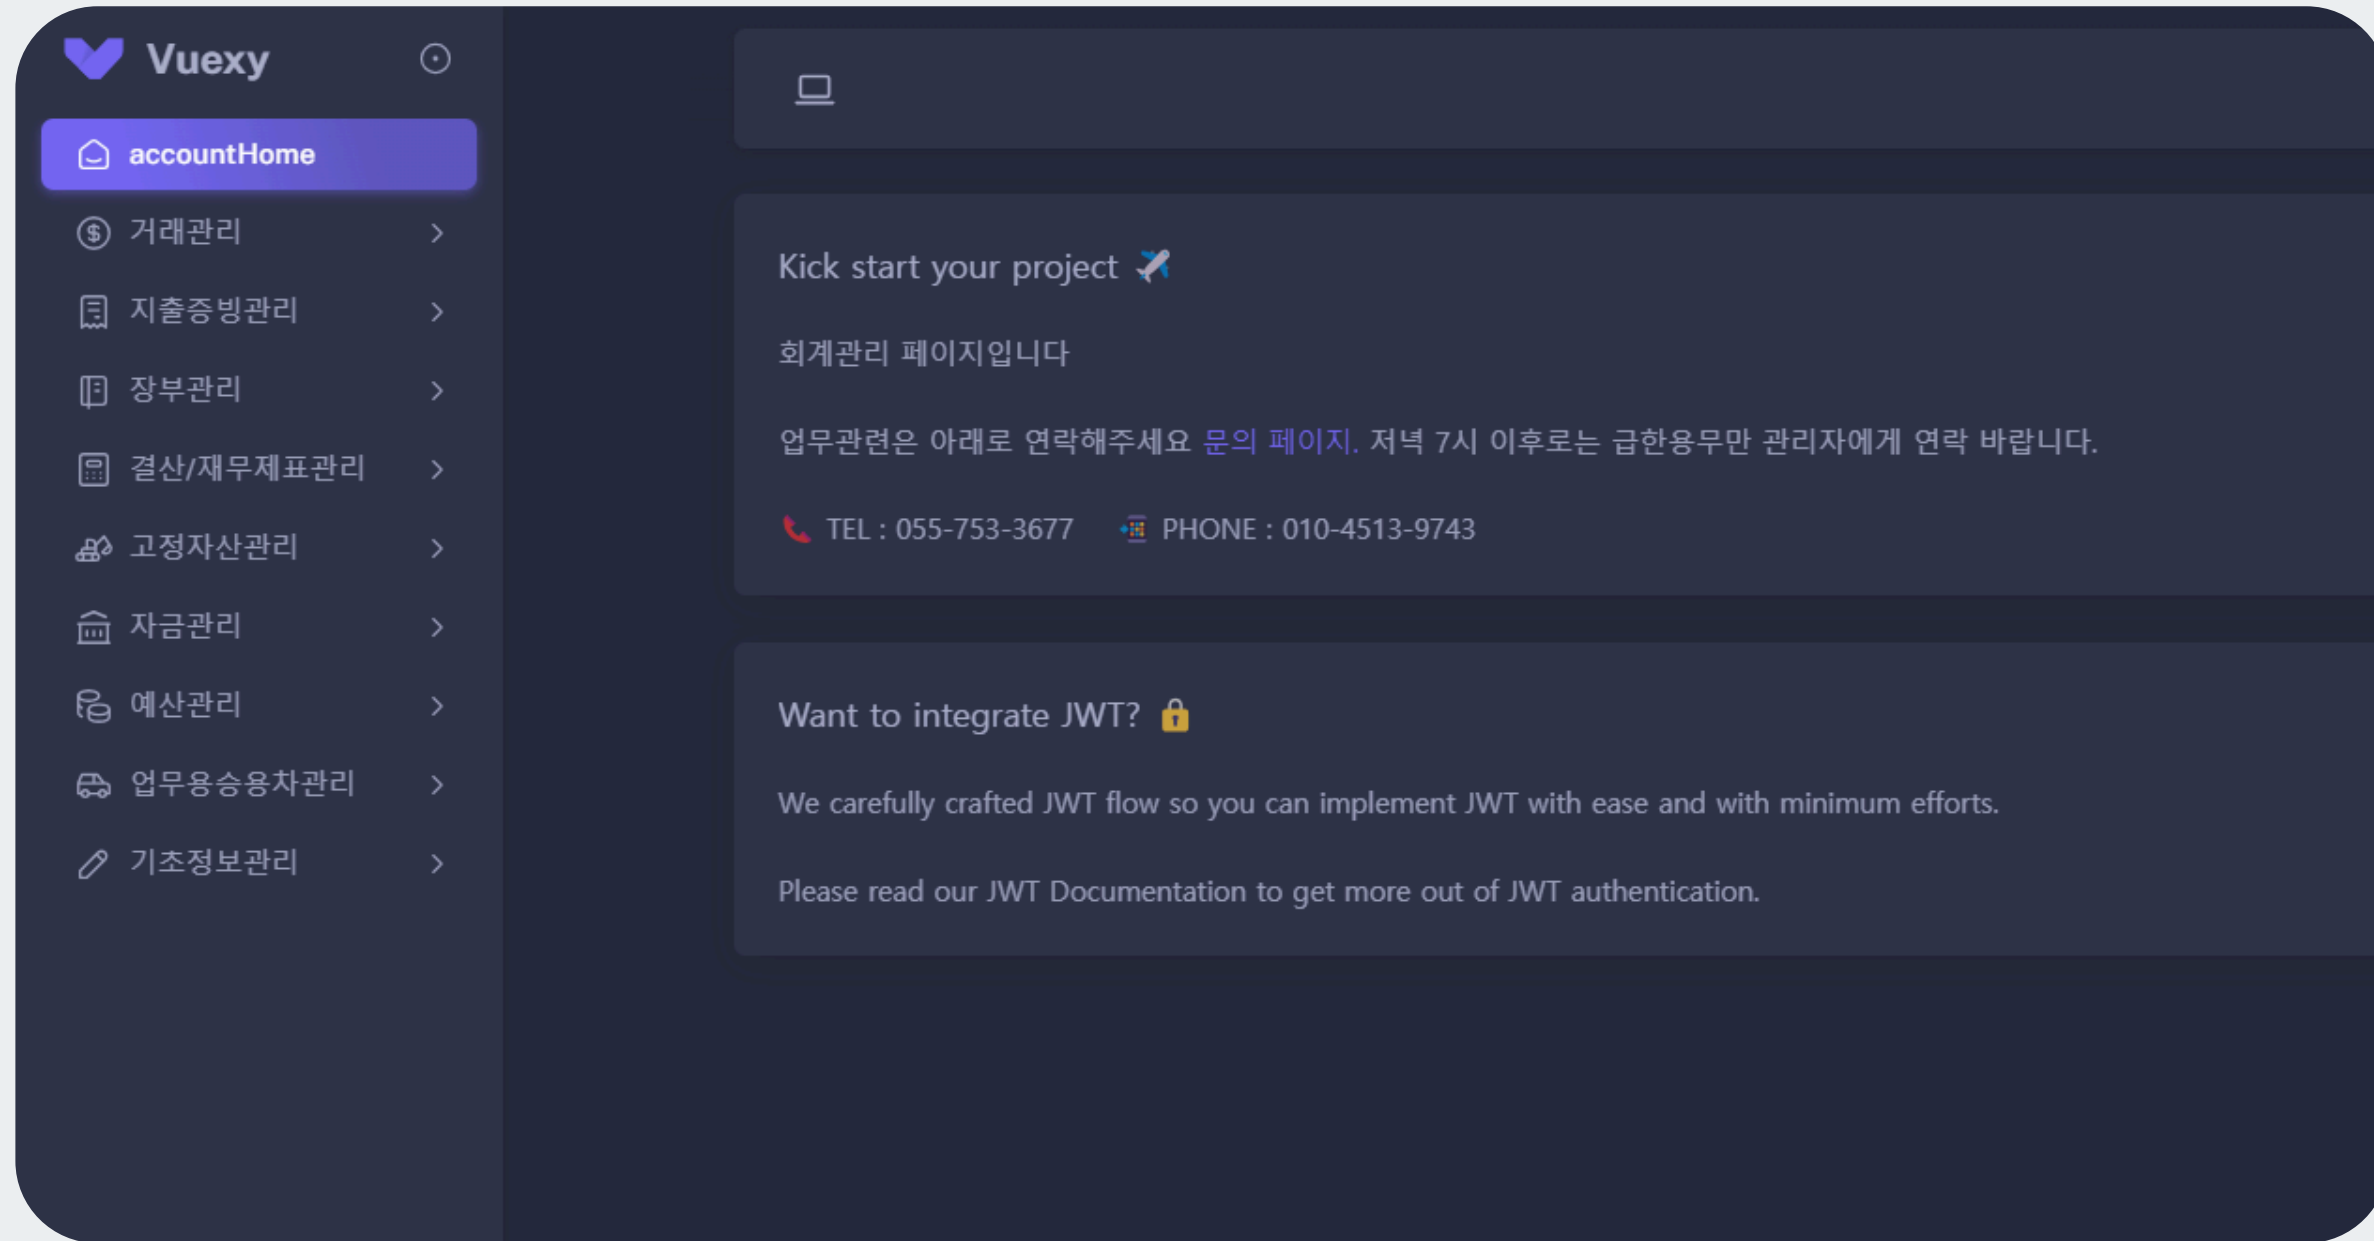 Vuexy
accountHome
거래관리
지출증빙관리
장부관리
결산/재무제표관리
고정자산관리
자금관리
예산관리
업무용승용차관리
기초정보관리
Kick start your project
회계관리 페이지입니다
업무관련은 아래로 연락해주세요 문의 페이지. 저녁 7시 이후로는 급한용무만 관리자에게 연락 바랍니다.
TEL : 055-753-3677 PHONE : 010-4513-9743
Want to integrate JWT?
We carefully crafted JWT flow so you can implement JWT with ease and with minimum efforts.
Please read our JWT Documentation to get more out of JWT authentication.